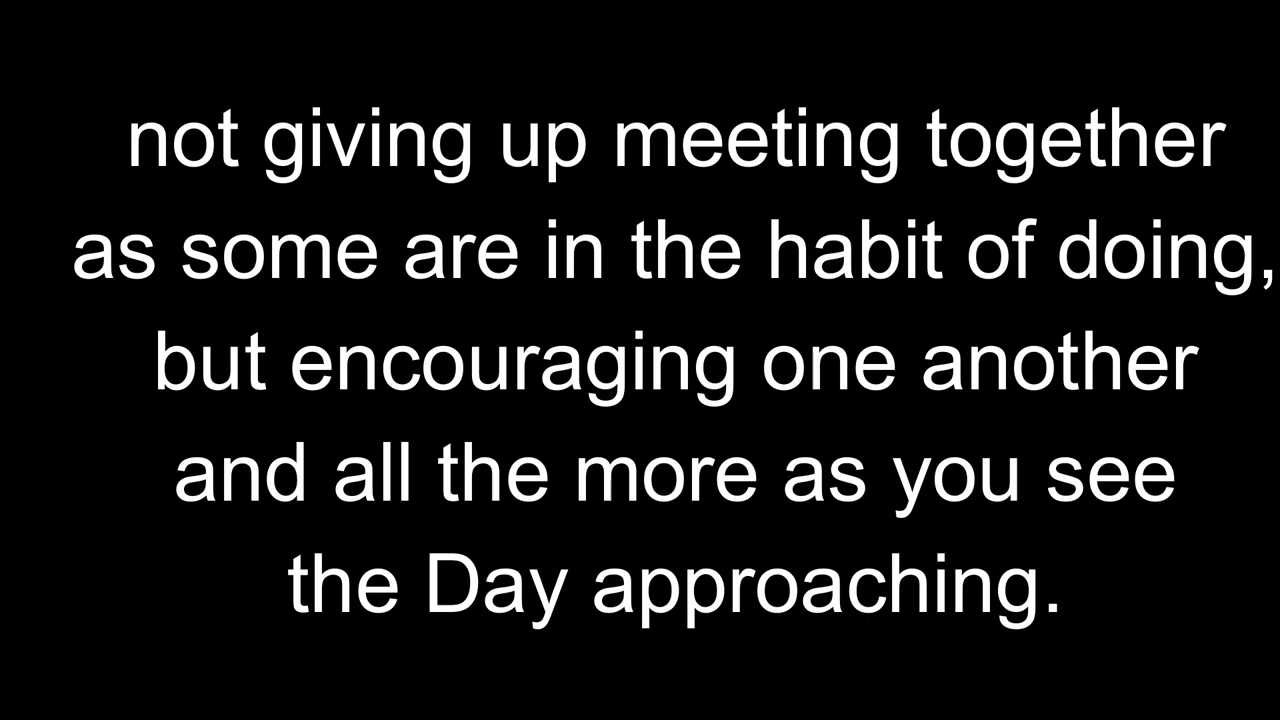 not giving up meeting together
as some are in the habit of doing,
but encouraging one another
and all the more as you see
the Day approaching.